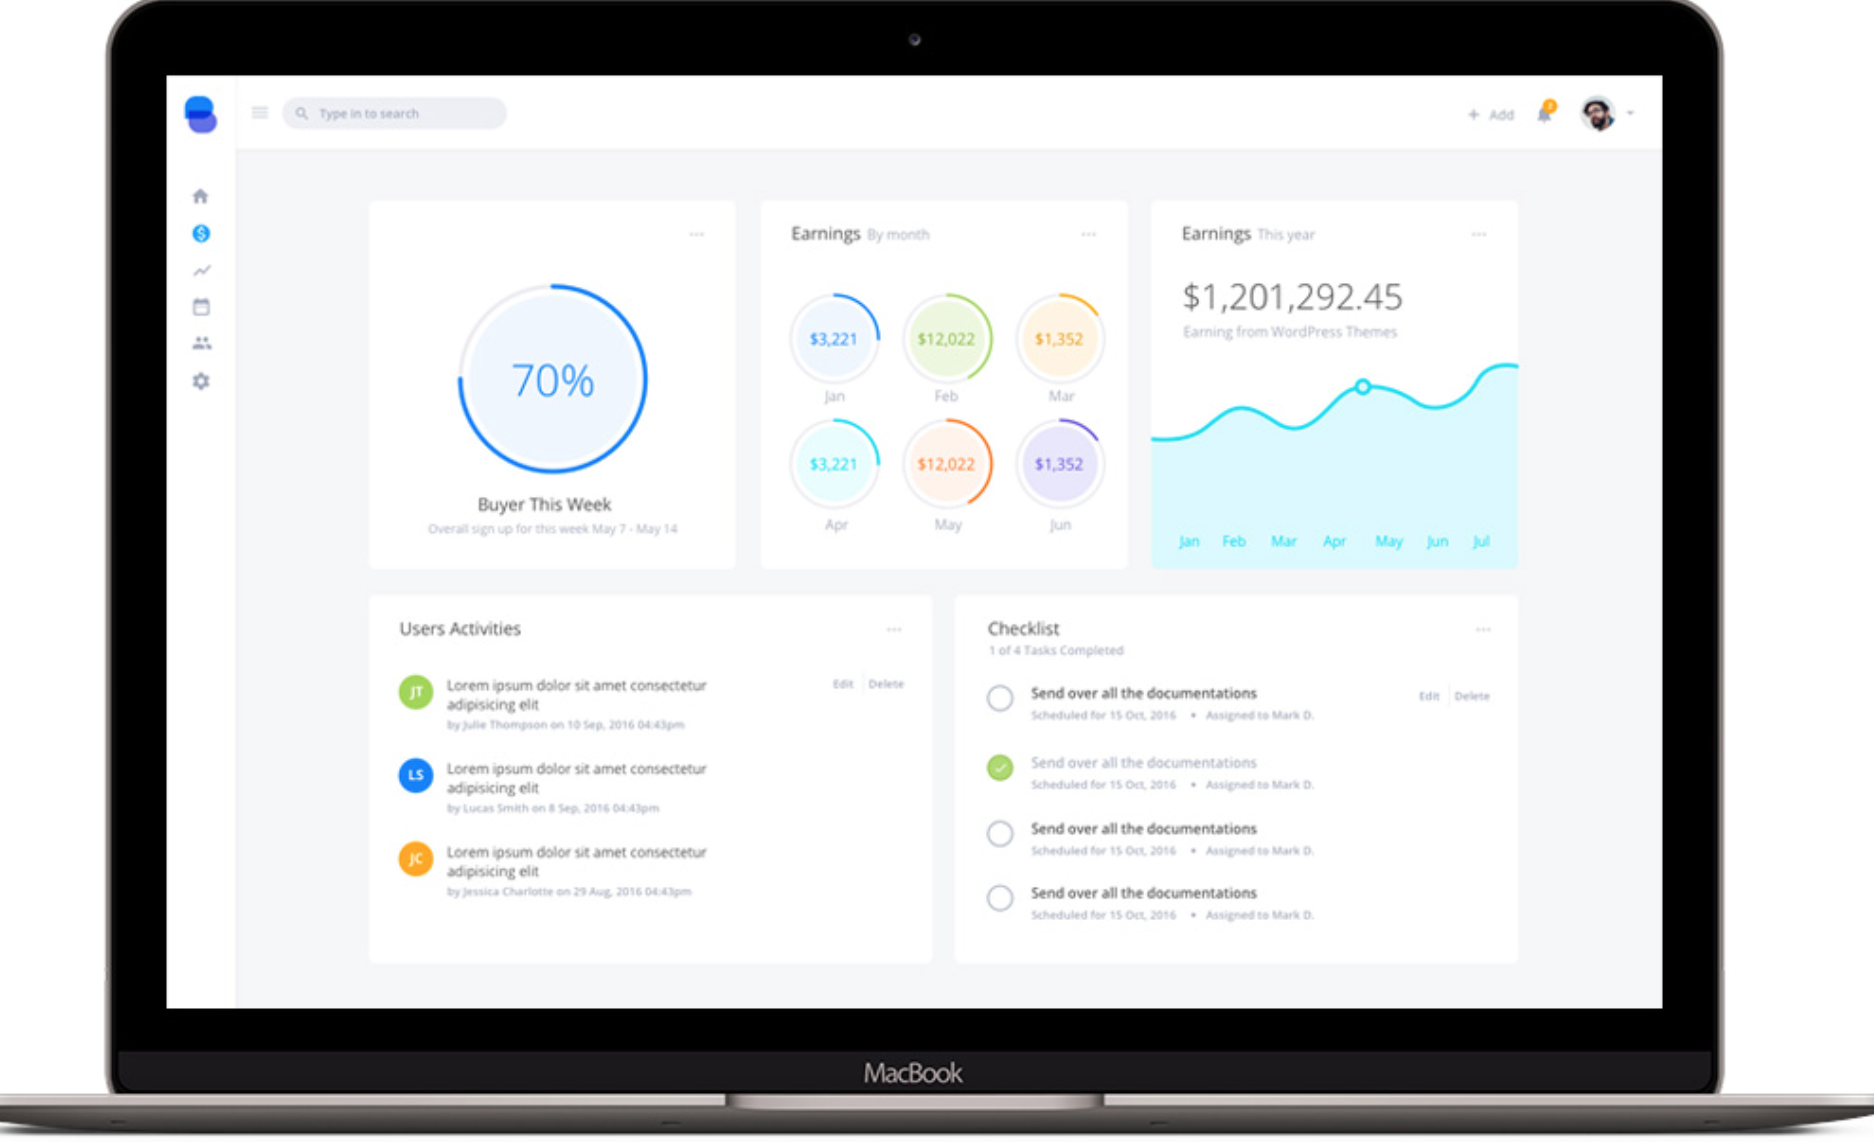 Type in to search
+ Add
2
70%
Buyer This Week
Overall sign up for this week May 7 - May 14
Earnings By month
$3,221
$12,022
$1,352
Jan
Feb
Mar
$3,221
$12,022
$1,352
Apr
May
Jun
Earnings This year
$1,201,292.45
Earning from WordPress Themes
Jan Feb Mar Apr May Jun Jul
Users Activities
JT
Lorem ipsum dolor sit amet consectetur
adipisicing elit
by Julie Thompson on 10 Sep, 2016 04:43pm
Edit Delete
LS
Lorem ipsum dolor sit amet consectetur
adipisicing elit
by Lucas Smith on 8 Sep, 2016 04:43pm
JC
Lorem ipsum dolor sit amet consectetur
adipisicing elit
by Jessica Charlotte on 29 Aug, 2016 04:43pm
Checklist
1 of 4 Tasks Completed
Send over all the documentations
Scheduled for 15 Oct, 2016 • Assigned to Mark D.
Edit Delete
Send over all the documentations
Scheduled for 15 Oct, 2016 • Assigned to Mark D.
Send over all the documentations
Scheduled for 15 Oct, 2016 • Assigned to Mark D.
Send over all the documentations
Scheduled for 15 Oct, 2016 • Assigned to Mark D.
MacBook